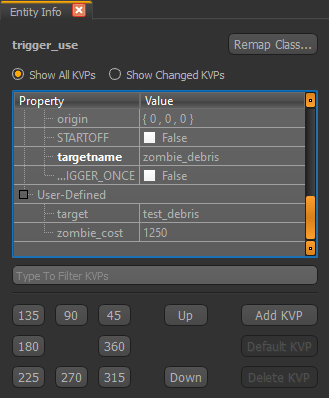 Entity Info
trigger_use
Remap Class...
Show All KVPs Show Changed KVPs
Property Value
origin { 0 , 0 , 0 }
STARTOFF False
targetname zombie_debris
...IGGER_ONCE False
User-Defined
target test_debris
zombie_cost 1250
Type To Filter KVPs
135 90 45 Up Add KVP
180 360 Default KVP
225 270 315 Down Delete KVP